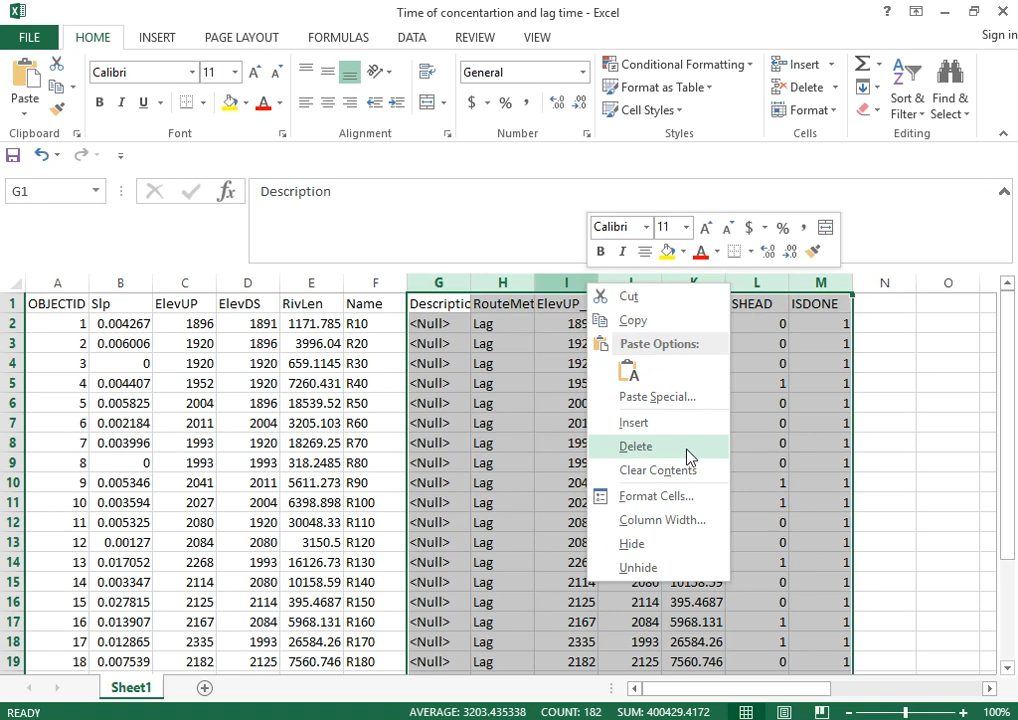 Time of concentartion and lag time - Excel
?
Sign in
FILE HOME INSERT PAGE LAYOUT FORMULAS DATA REVIEW VIEW
Paste
Calibri 11
B I U
General
$ % ,
Conditional Formatting
Format as Table
Cell Styles
Insert
Delete
Format
Sort & Filter
Find & Select
Clipboard Font Alignment Number Styles Cells Editing
G1 fx Description
Calibri 11 $ % ,
B I
A B C D E F G H I K L M N O
1 OBJECTID Slp ElevUP ElevDS RivLen Name Descriptic RouteMet ElevUP_ SHEAD ISDONE
2 1 0.004267 1896 1891 1171.785 R10 <Null> Lag 189 0 1
3 2 0.006006 1920 1896 3996.04 R20 <Null> Lag 192 0 1
4 3 0 1920 1920 659.1145 R30 <Null> Lag 192 0 1
5 4 0.004407 1952 1920 7260.431 R40 <Null> Lag 195 1 1
6 5 0.005825 2004 1896 18539.52 R50 <Null> Lag 200 0 1
7 6 0.002184 2011 2004 3205.103 R60 <Null> Lag 201 0 1
8 7 0.003996 1993 1920 18269.25 R70 <Null> Lag 199 0 1
9 8 0 1993 1993 318.2485 R80 <Null> Lag 199 0 1
10 9 0.005346 2041 2011 5611.273 R90 <Null> Lag 204 1 1
11 10 0.003594 2027 2004 6398.898 R100 <Null> Lag 202 1 1
12 11 0.005325 2080 1920 30048.33 R110 <Null> Lag 208 0 1
13 12 0.00127 2084 2080 3150.5 R120 <Null> Lag 208 0 1
14 13 0.017052 2268 1993 16126.73 R130 <Null> Lag 226 1 1
15 14 0.003347 2114 2080 10158.59 R140 <Null> Lag 2114 2080 10158.59 0 1
16 15 0.027815 2125 2114 395.4687 R150 <Null> Lag 2125 2114 395.4687 0 1
17 16 0.013907 2167 2084 5968.131 R160 <Null> Lag 2167 2084 5968.131 1 1
18 17 0.012865 2335 1993 26584.26 R170 <Null> Lag 2335 1993 26584.26 1 1
19 18 0.007539 2182 2125 7560.746 R180 <Null> Lag 2182 2125 7560.746 0 1
Cut
Copy
Paste Options:
Paste Special...
Insert
Delete
Clear Contents
Format Cells...
Column Width...
Hide
Unhide
Sheet1
READY AVERAGE: 3203.435338 COUNT: 182 SUM: 400429.4172 100%